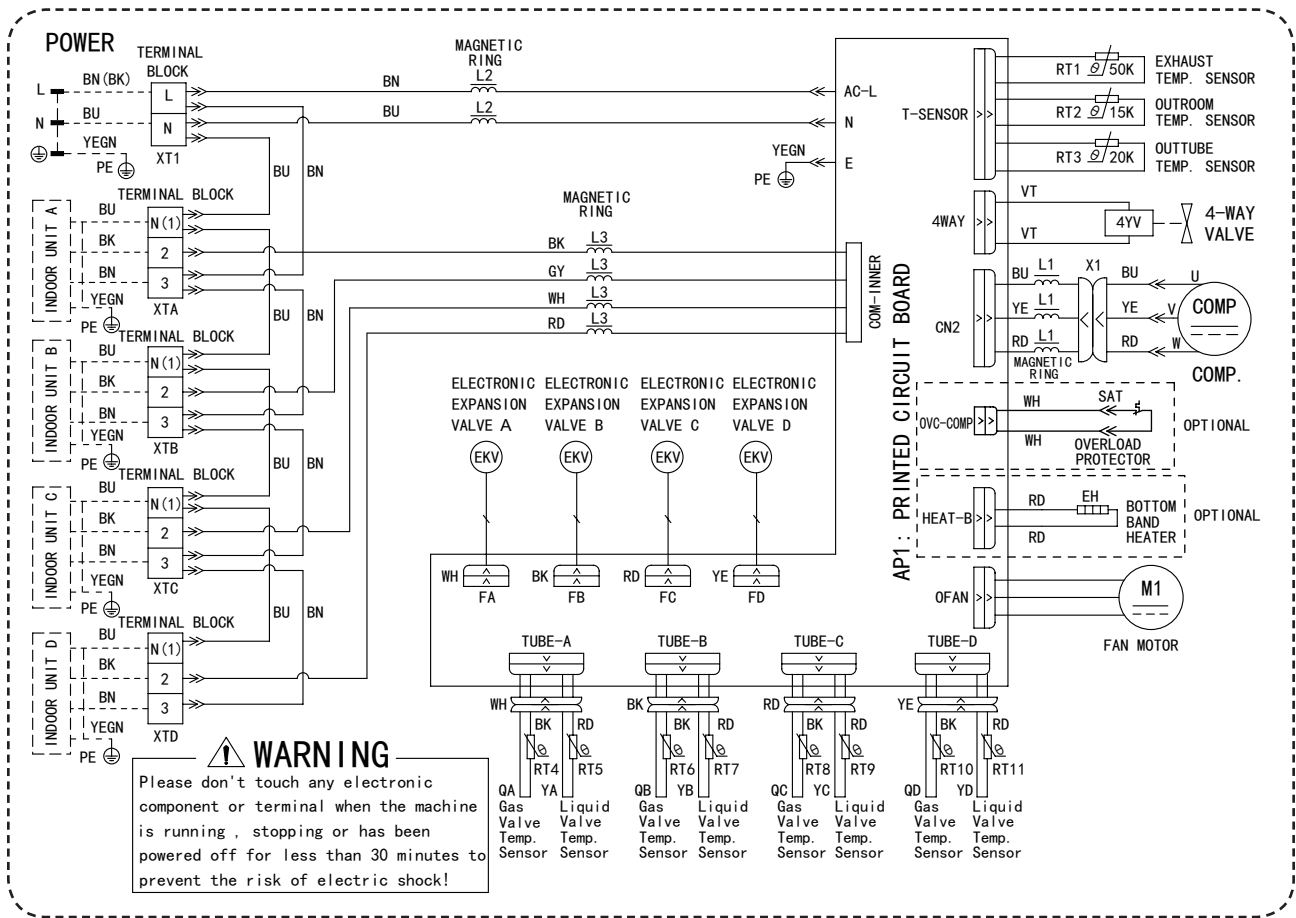 POWER
TERMINAL
BLOCK
L
BN(BK)
L
N
BU
N
YEGN
PE
XT1
BN
BU
MAGNETIC
RING
L2
L2
AC-L
N
YEGN
E
PE
BU
BN
TERMINAL BLOCK
INDOOR UNIT A
BU
N(1)
BK
2
BN
3
YEGN
XTA
PE
BU
BN
TERMINAL BLOCK
INDOOR UNIT B
BU
N(1)
BK
2
BN
3
YEGN
XTB
PE
BU
BN
TERMINAL BLOCK
INDOOR UNIT C
BU
N(1)
BK
2
BN
3
YEGN
XTC
PE
BU
BN
TERMINAL BLOCK
INDOOR UNIT D
BU
N(1)
BK
2
BN
3
YEGN
XTD
PE
MAGNETIC
RING
BK
L3
GY
L3
WH
L3
RD
L3
COM-INNER
AP1: PRINTED CIRCUIT BOARD
ELECTRONIC
EXPANSION
VALVE A
EKV
ELECTRONIC
EXPANSION
VALVE B
EKV
ELECTRONIC
EXPANSION
VALVE C
EKV
ELECTRONIC
EXPANSION
VALVE D
EKV
WH
FA
BK
FB
RD
FC
YE
FD
T-SENSOR
RT1 θ 50K
EXHAUST
TEMP. SENSOR
RT2 θ 15K
OUTROOM
TEMP. SENSOR
RT3 θ 20K
OUTTUBE
TEMP. SENSOR
4WAY
VT
VT
4YV
4-WAY
VALVE
CN2
BU
L1
X1
BU
U
YE
L1
YE
V
RD
L1
RD
W
MAGNETIC
RING
COMP
COMP.
OVC-COMP
WH
SAT
WH
OVERLOAD
PROTECTOR
OPTIONAL
HEAT-B
RD
EH
RD
BOTTOM
BAND
HEATER
OPTIONAL
OFAN
M1
FAN MOTOR
TUBE-A
WH
BK
RD
θ
θ
RT4
RT5
QA
YA
Gas
Valve
Temp.
Sensor
Liquid
Valve
Temp.
Sensor
TUBE-B
BK
BK
RD
θ
θ
RT6
RT7
QB
YB
Gas
Valve
Temp.
Sensor
Liquid
Valve
Temp.
Sensor
TUBE-C
RD
BK
RD
θ
θ
RT8
RT9
QC
YC
Gas
Valve
Temp.
Sensor
Liquid
Valve
Temp.
Sensor
TUBE-D
YE
BK
RD
θ
θ
RT10
RT11
QD
YD
Gas
Valve
Temp.
Sensor
Liquid
Valve
Temp.
Sensor
WARNING
Please don't touch any electronic
component or terminal when the machine
is running , stopping or has been
powered off for less than 30 minutes to
prevent the risk of electric shock!